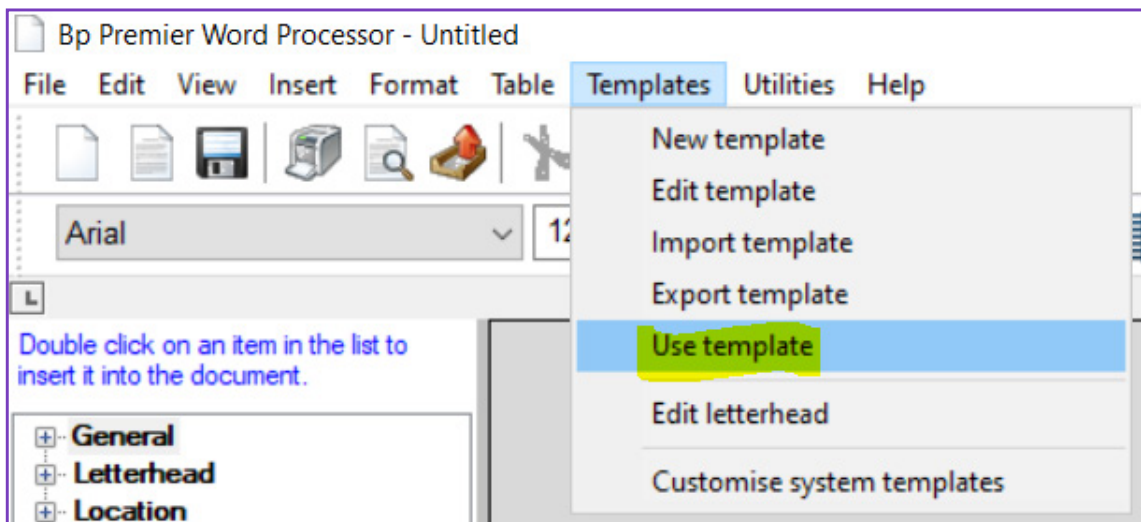 Bp Premier Word Processor - Untitled
File Edit View Insert Format Table Templates Utilities Help
New template
Edit template
Import template
Export template
Use template
Edit letterhead
Customise system templates
Arial
12
L
Double click on an item in the list to
insert it into the document.
General
Letterhead
Location